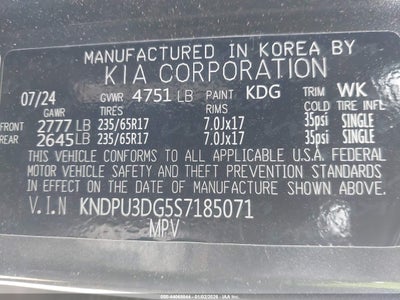 MANUFACTURED IN KOREA BY
KIA CORPORATION
07/24 GVWR 4751 LB PAINT KDG TRIM WK
GAWR TIRES RIMS COLD TIRE INFL
FRONT 2777 LB 235/65R17 7.0Jx17 35psi SINGLE
REAR 2645 LB 235/65R17 7.0Jx17 35psi SINGLE
THIS VEHICLE CONFORMS TO ALL APPLICABLE U.S.A. FEDERAL
MOTOR VEHICLE SAFETY AND BUMPER AND
THEFT PREVENTION STANDARDS
IN EFFECT ON THE DATE OF MANUFACTURE SHOWN ABOVE.
V.I.N KNDPU3DG5S7185071
MPV